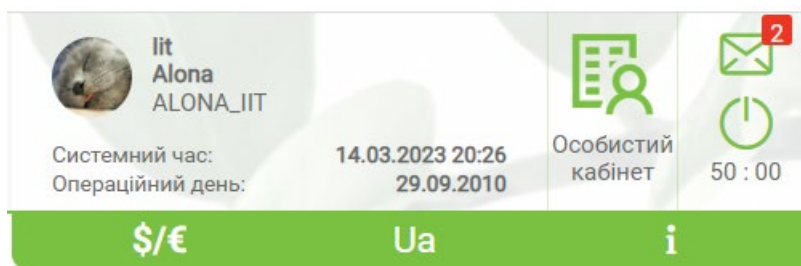 Iit
Alona
ALONA_IIT
Системний час: 14.03.2023 20:26
Операційний день: 29.09.2010
Особистий
кабінет
2
50 : 00
$/€ Ua i